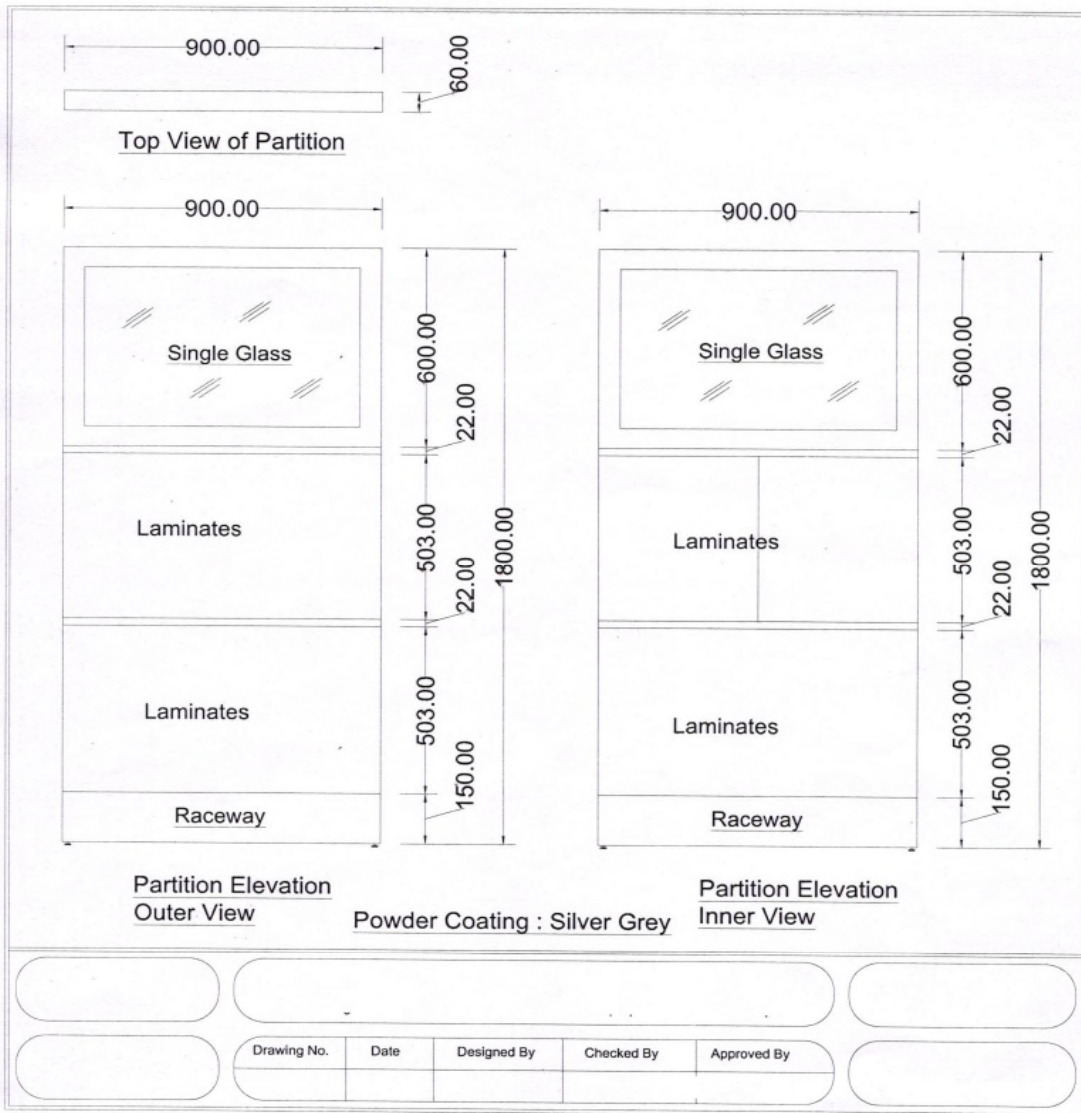 900.00
60.00
Top View of Partition
900.00
900.00
Single Glass
600.00
22.00
Laminates
503.00
1800.00
22.00
Laminates
503.00
150.00
Raceway
Single Glass
600.00
22.00
Laminates
503.00
1800.00
22.00
Laminates
503.00
150.00
Raceway
Partition Elevation
Outer View
Partition Elevation
Inner View
Powder Coating : Silver Grey
Drawing No.
Date
Designed By
Checked By
Approved By